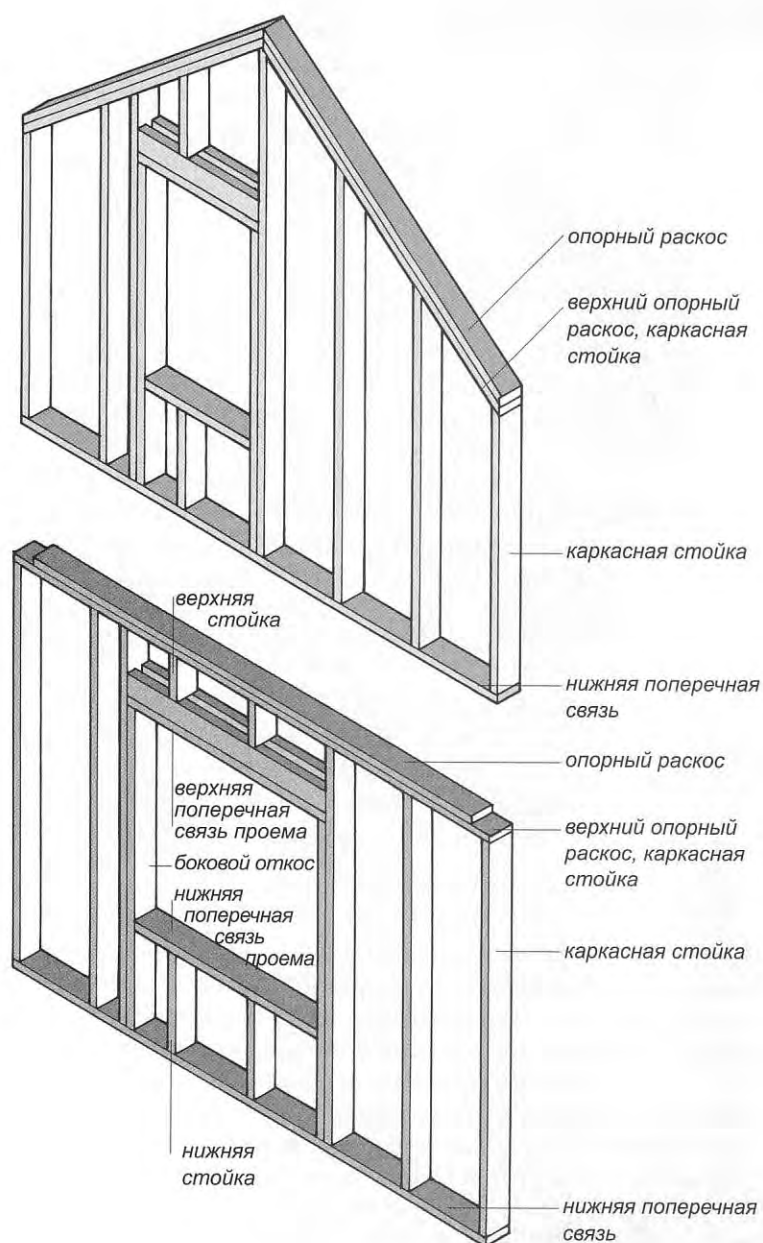 опорный раскос
верхний опорный
раскос, каркасная
стойка
каркасная стойка
нижняя поперечная
связь
верхняя
стойка
верхняя
поперечная
связь проема
боковой откос
нижняя
поперечная
связь
проема
нижняя
стойка
опорный раскос
верхний опорный
раскос, каркасная
стойка
каркасная стойка
нижняя поперечная
связь